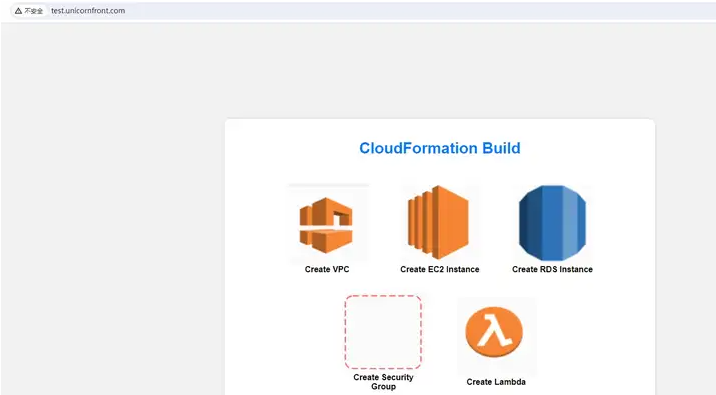 不安全 test.unicornfront.com
CloudFormation Build
Create VPC Create EC2 Instance Create RDS Instance
Create Security
Group
Create Lambda